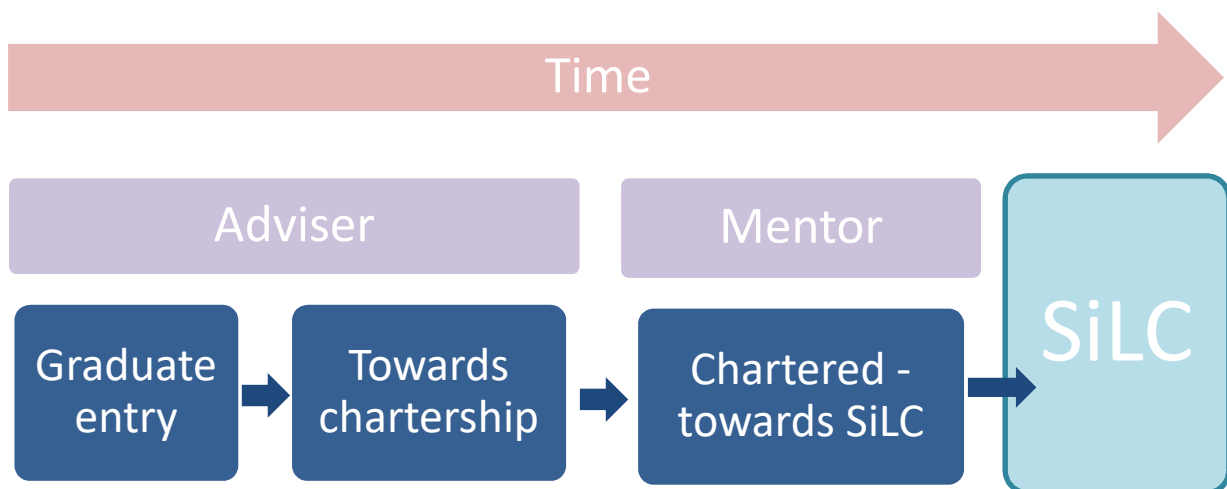 Time
Adviser
Mentor
SiLC
Graduate
entry
Towards
chartership
Chartered -
towards SiLC